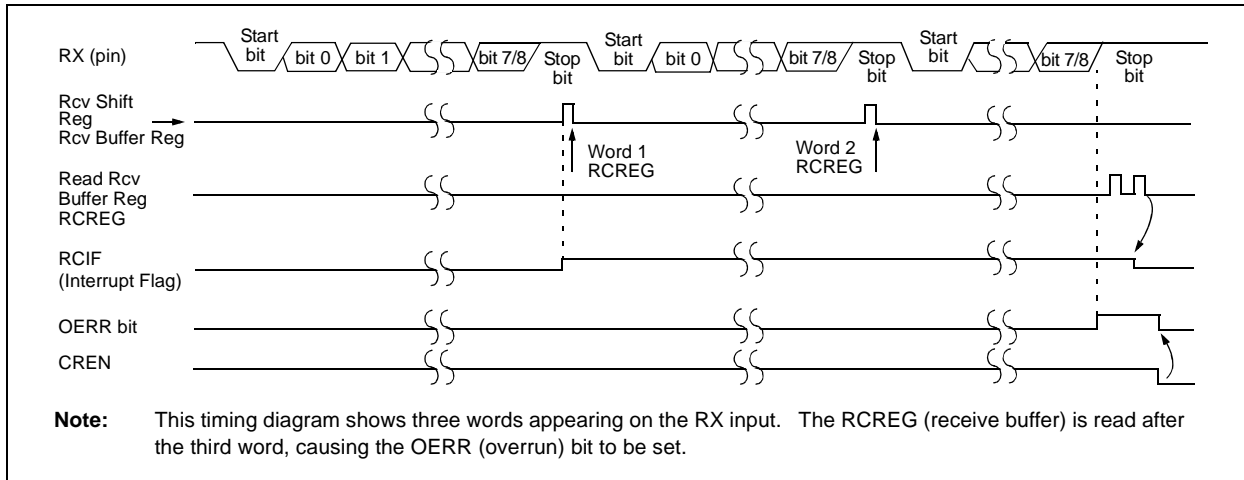 RX (pin)
Start
bit
bit 0
bit 1
bit 7/8
Stop
bit
Start
bit
bit 0
bit 7/8
Stop
bit
Start
bit
bit 7/8
Stop
bit
Rcv Shift
Reg
Rcv Buffer Reg
Word 1
RCREG
Word 2
RCREG
Read Rcv
Buffer Reg
RCREG
RCIF
(Interrupt Flag)
OERR bit
CREN
Note: This timing diagram shows three words appearing on the RX input. The RCREG (receive buffer) is read after
the third word, causing the OERR (overrun) bit to be set.